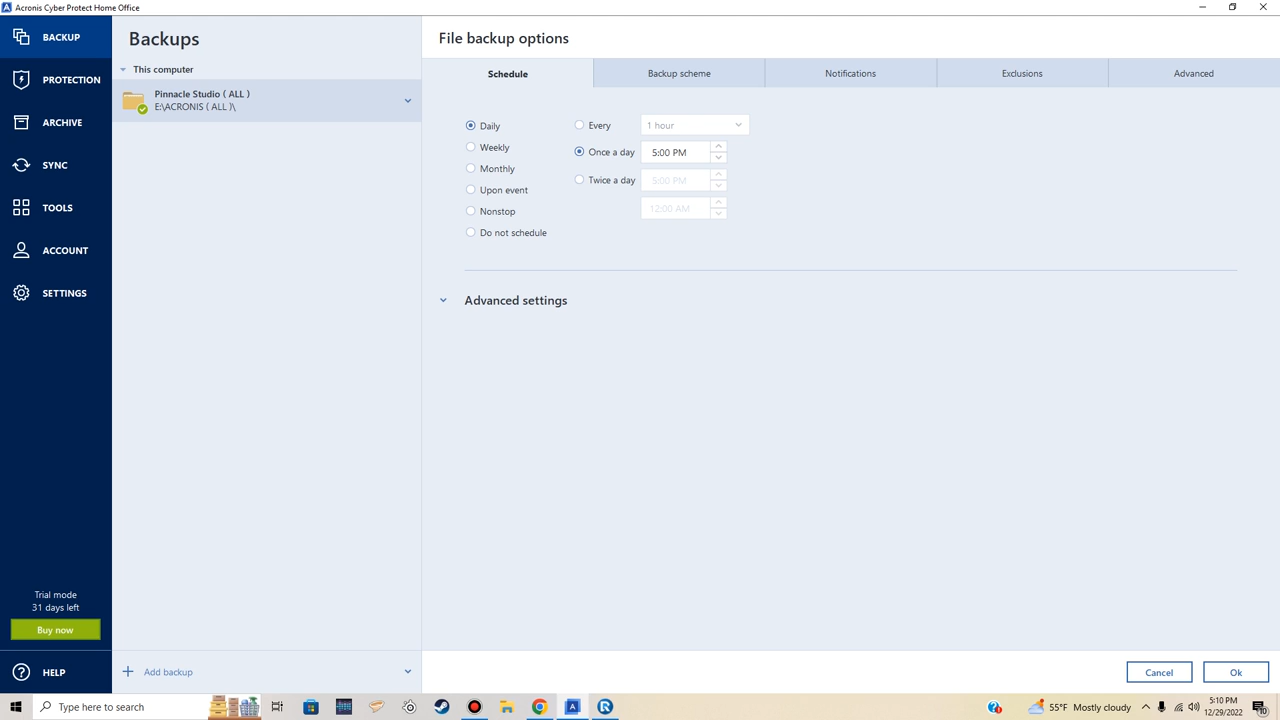 Acronis Cyber Protect Home Office
BACKUP
PROTECTION
ARCHIVE
SYNC
TOOLS
ACCOUNT
SETTINGS
Trial mode
31 days left
Buy now
HELP
Backups
This computer
Pinnacle Studio ( ALL )
E:\ACRONIS ( ALL )\
Add backup
File backup options
Schedule
Backup scheme
Notifications
Exclusions
Advanced
Daily
Weekly
Monthly
Upon event
Nonstop
Do not schedule
Every 1 hour
Once a day 5:00 PM
Twice a day 5:00 PM
12:00 AM
Advanced settings
Cancel
Ok
Type here to search
55°F Mostly cloudy
5:10 PM
12/29/2022